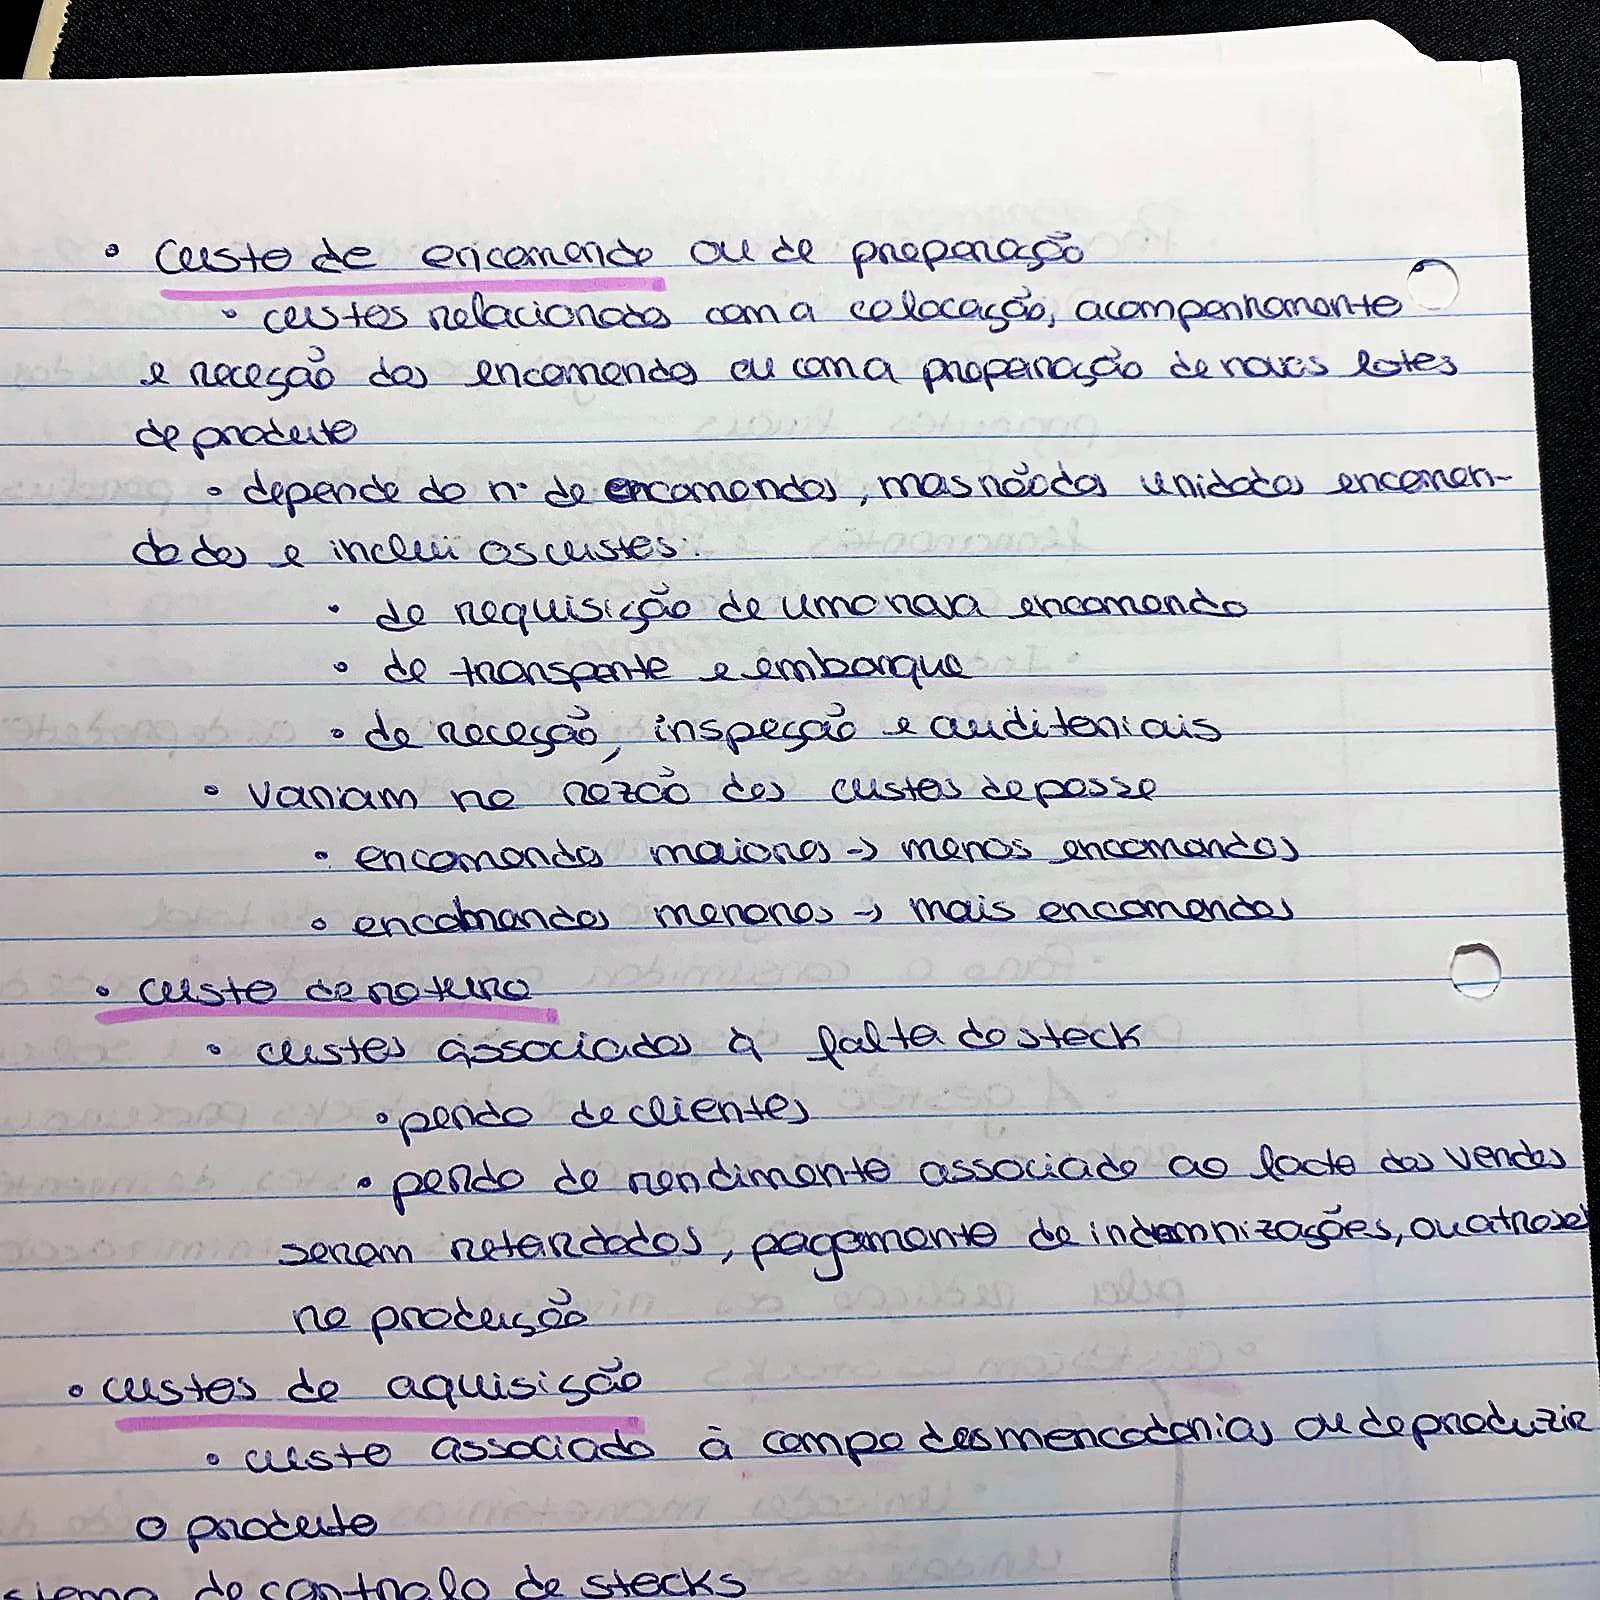 • Custo de encomenda ou de preparação
• custos relacionados com a colocação, acompanhamento
e receção das encomendas ou com a preparação de novos lotes
de produto
• depende do nº de encomendas, mas não das unidades encomen-
dadas e inclui os custos:
• de requisição de uma nova encomenda
• de transporte e embarque
• de receção, inspeção e auditoriais
• variam na razão dos custos de posse
• encomendas maiores → menos encomendas
• encomendas menores → mais encomendas
• custo de rotura
• custos associados à falta do stock
• perda de clientes
• perda de rendimento associado ao facto das vendas
serem retardadas, pagamento de indemnizações, ou atrasos
na produção
• custos de aquisição
• custo associado à compra das mercadorias ou de produzir
o produto
stema de controlo de stocks